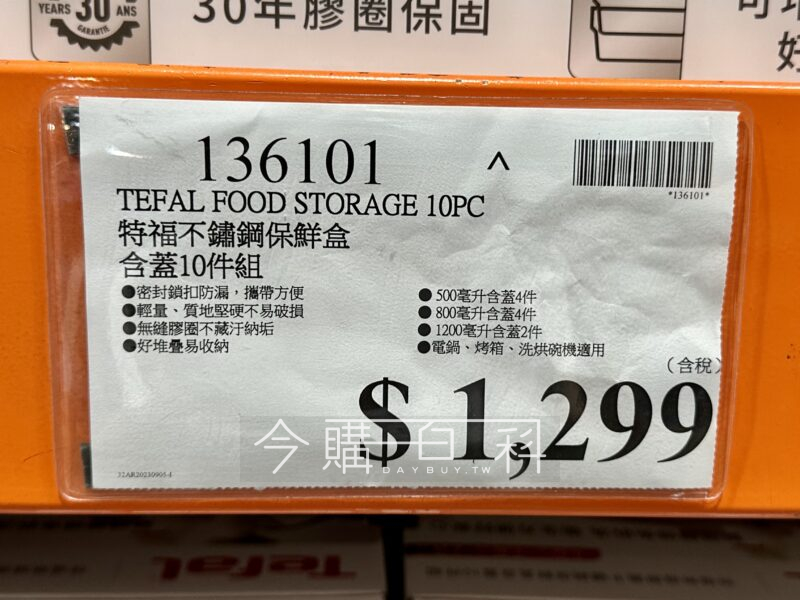 YEARS 30 ANS
GARANTIE
30年膠圈保固
好
136101
^
*136101*
TEFAL FOOD STORAGE 10PC
特福不鏽鋼保鮮盒
含蓋10件組
●密封鎖扣防漏，攜帶方便
●輕量、質地堅硬不易破損
●無縫膠圈不藏汙納垢
●好堆疊易收納
●500毫升含蓋4件
●800毫升含蓋4件
●1200毫升含蓋2件
●電鍋、烤箱、洗烘碗機適用
(含稅)
$1,299
今購百科
DAYBUY.TW
32AR20230905-1
Tefal